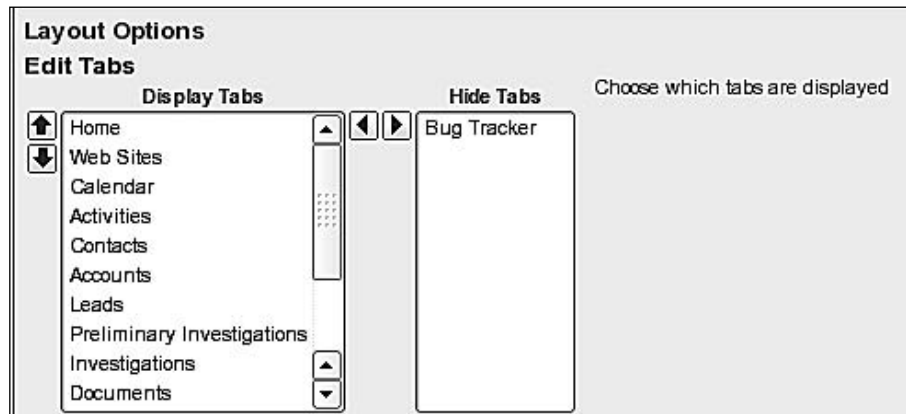 Layout Options
Edit Tabs
Display Tabs
Hide Tabs
Choose which tabs are displayed
Home
Web Sites
Calendar
Activities
Contacts
Accounts
Leads
Preliminary Investigations
Investigations
Documents
Bug Tracker